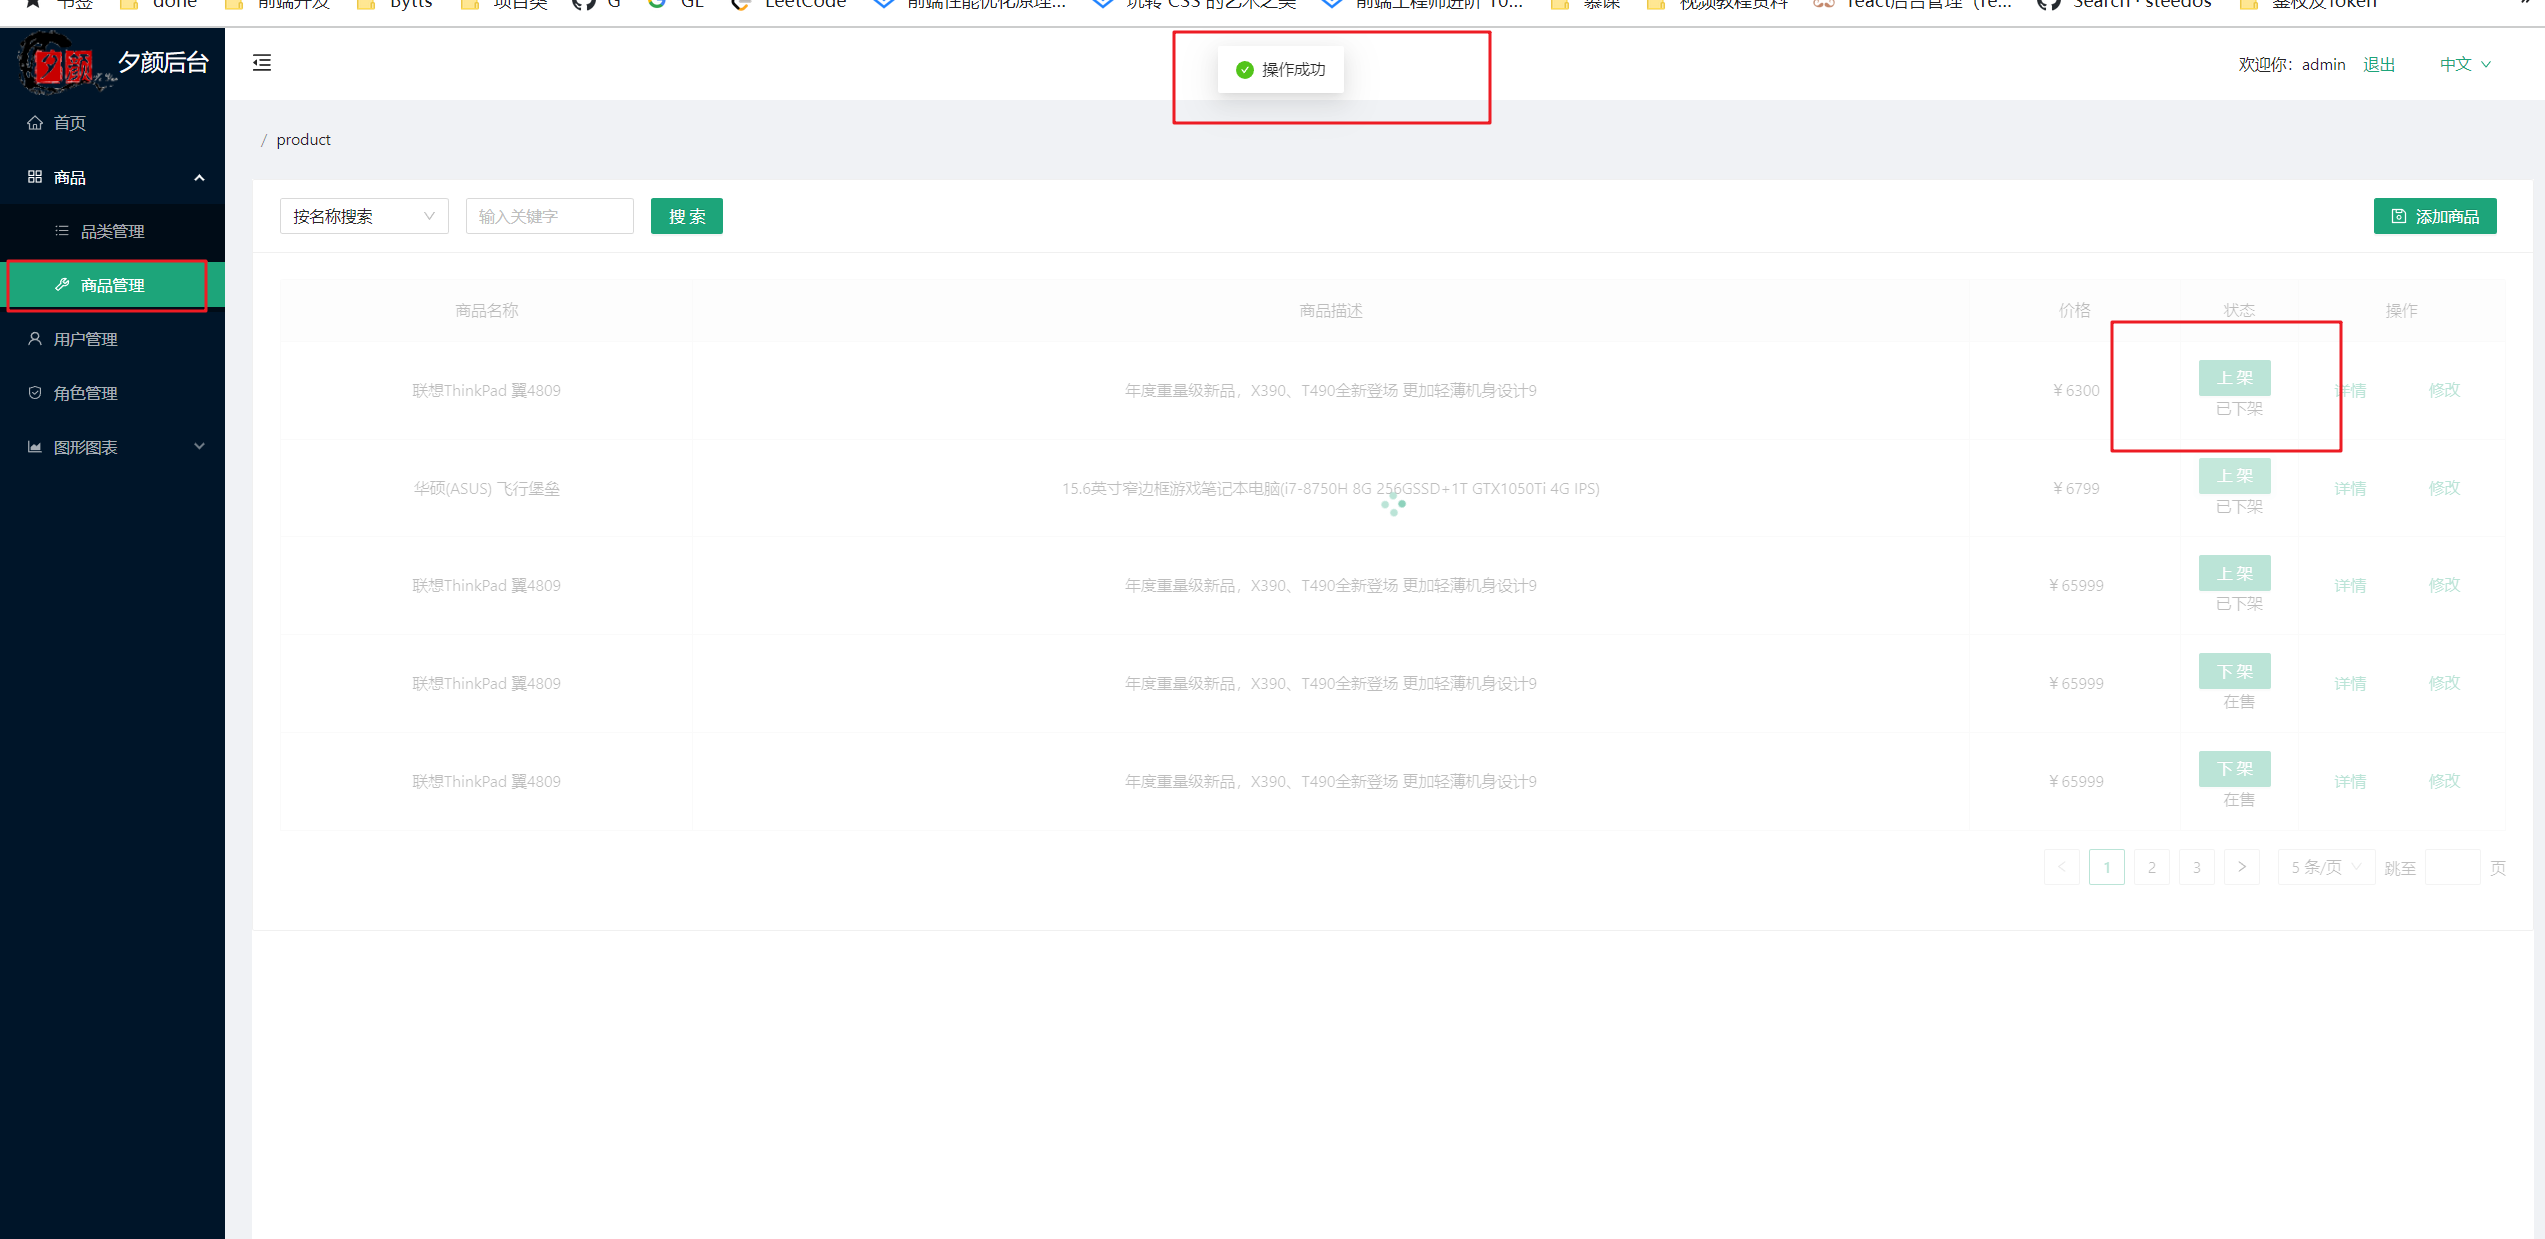 书签 done 前端开发 Bytts 项目类 G GL LeetCode 前端性能优化原理... 玩转 CSS 的艺术之美 前端工程师进阶 10... 慕课 视频教程资料 react后台管理（re... Search · steedos 鉴权及Token
夕颜后台
操作成功
欢迎你：admin 退出 中文
首页
/ product
商品
按名称搜索 输入关键字 搜 索 添加商品
品类管理
商品管理
用户管理
角色管理
图形图表
商品名称 商品描述 价格 状态 操作
联想ThinkPad 翼4809 年度重量级新品，X390、T490全新登场 更加轻薄机身设计9 ¥ 6300 上 架 详情 修改
已下架
华硕(ASUS) 飞行堡垒 15.6英寸窄边框游戏笔记本电脑(i7-8750H 8G 256GSSD+1T GTX1050Ti 4G IPS) ¥ 6799 上 架 详情 修改
已下架
联想ThinkPad 翼4809 年度重量级新品，X390、T490全新登场 更加轻薄机身设计9 ¥ 65999 上 架 详情 修改
已下架
联想ThinkPad 翼4809 年度重量级新品，X390、T490全新登场 更加轻薄机身设计9 ¥ 65999 下 架 详情 修改
在售
联想ThinkPad 翼4809 年度重量级新品，X390、T490全新登场 更加轻薄机身设计9 ¥ 65999 下 架 详情 修改
在售
< 1 2 3 > 5 条/页 跳至 页